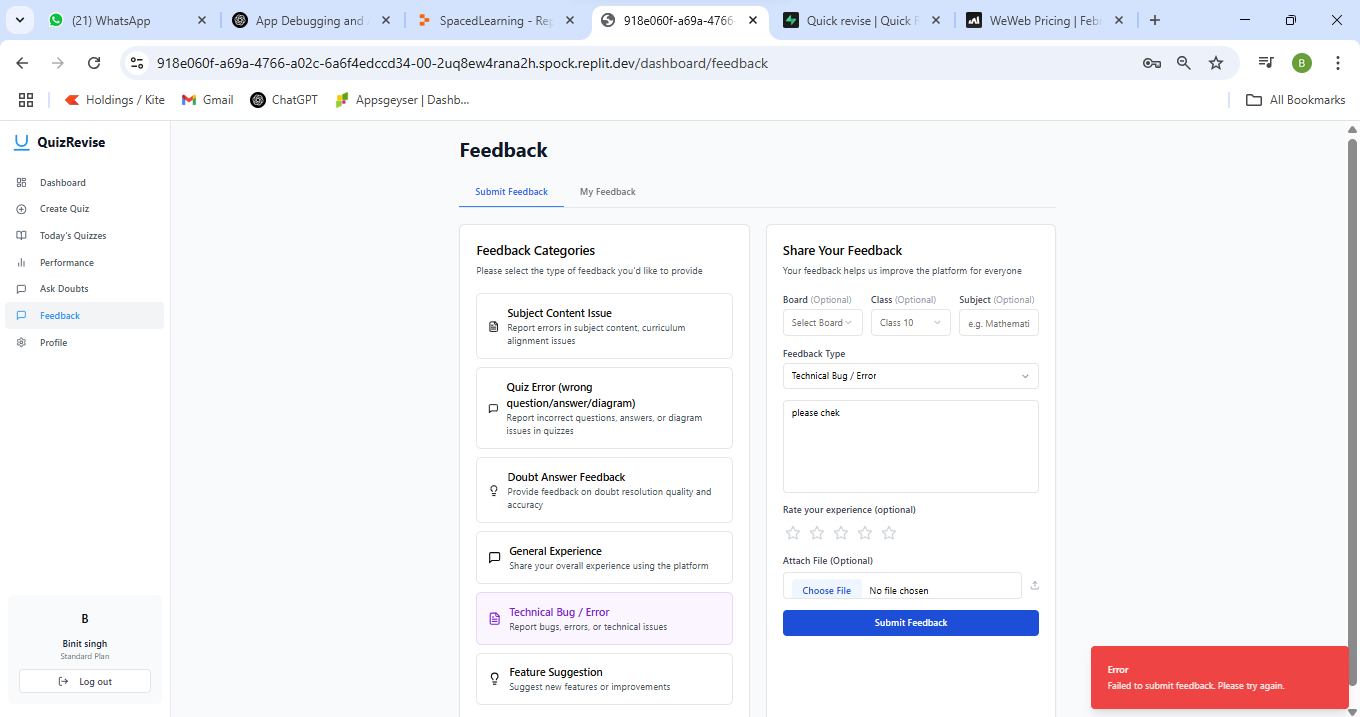 (21) WhatsApp
App Debugging and
SpacedLearning - Rep
918e060f-a69a-4766-
Quick revise | Quick
WeWeb Pricing | Feb
918e060f-a69a-4766-a02c-6a6f4edccd34-00-2uq8ew4rana2h.spock.replit.dev/dashboard/feedback
B
Holdings / Kite
Gmail
ChatGPT
Appsgeyser | Dashb...
All Bookmarks
QuizRevise
Dashboard
Create Quiz
Today's Quizzes
Performance
Ask Doubts
Feedback
Profile
B
Binit singh
Standard Plan
Log out
Feedback
Submit Feedback
My Feedback
Feedback Categories
Please select the type of feedback you'd like to provide
Subject Content Issue
Report errors in subject content, curriculum
alignment issues
Quiz Error (wrong
question/answer/diagram)
Report incorrect questions, answers, or diagram
issues in quizzes
Doubt Answer Feedback
Provide feedback on doubt resolution quality and
accuracy
General Experience
Share your overall experience using the platform
Technical Bug / Error
Report bugs, errors, or technical issues
Feature Suggestion
Suggest new features or improvements
Share Your Feedback
Your feedback helps us improve the platform for everyone
Board (Optional)
Class (Optional)
Subject (Optional)
Select Board
Class 10
e.g. Mathemati
Feedback Type
Technical Bug / Error
please chek
Rate your experience (optional)
Attach File (Optional)
Choose File
No file chosen
Submit Feedback
Error
Failed to submit feedback. Please try again.